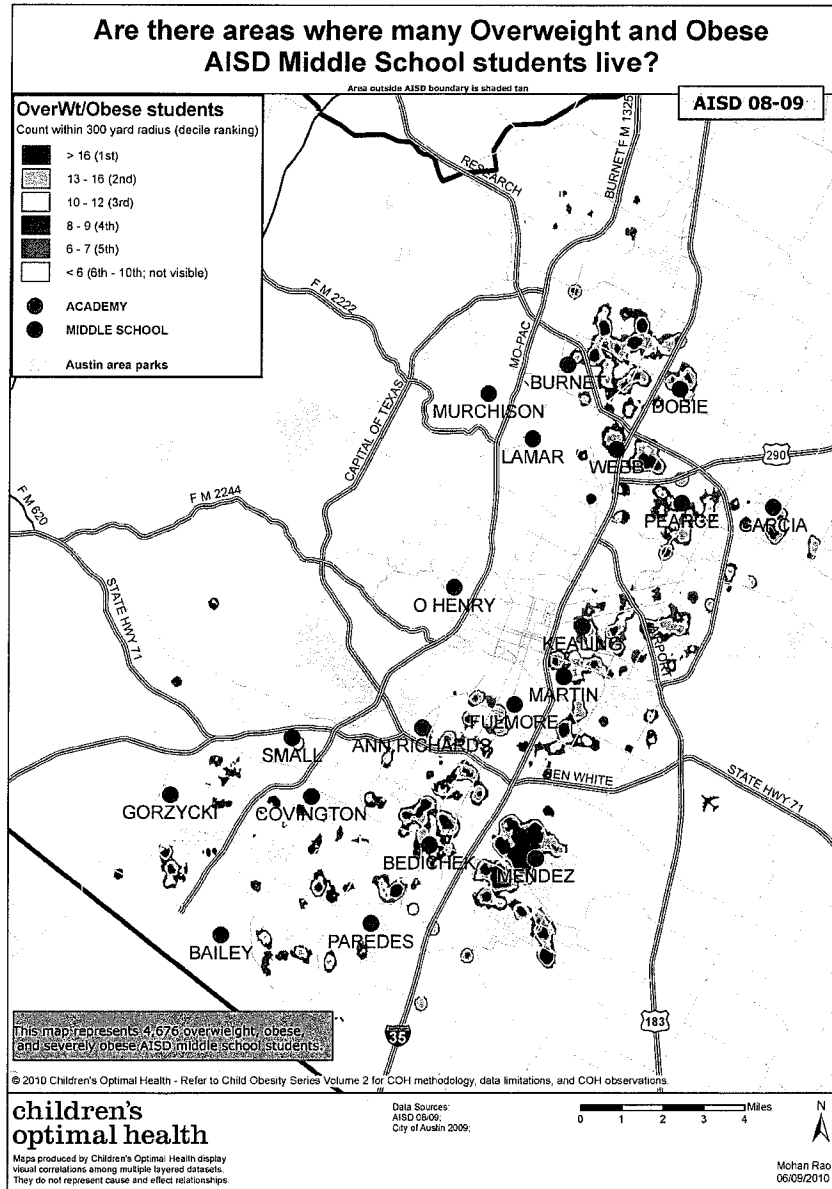 Are there areas where many Overweight and Obese
AISD Middle School students live?
Area outside AISD boundary is shaded tan
AISD 08-09
OverWt/Obese students
Count within 300 yard radius (decile ranking)
> 16 (1st)
13 - 16 (2nd)
10 - 12 (3rd)
8 - 9 (4th)
6 - 7 (5th)
< 6 (6th - 10th; not visible)
ACADEMY
MIDDLE SCHOOL
Austin area parks
RESEARCH
BURNET F M 1325
F M 2222
MO-PAC
CAPITAL OF TEXAS
BURNET
MURCHISON
DOBIE
LAMAR
WEBB
290
F M 2244
F M 620
PEARCE
GARCIA
STATE HWY 71
O HENRY
KEALING
AIRPORT
MARTIN
FULMORE
SMALL
ANN RICHARDS
BEN WHITE
STATE HWY 71
GORZYCKI
COVINGTON
BEDICHEK
MENDEZ
BAILEY
PAREDES
This map represents 4,676 overweight, obese,
and severely obese AISD middle school students.
35
183
© 2010 Children's Optimal Health - Refer to Child Obesity Series Volume 2 for COH methodology, data limitations, and COH observations.
children's
optimal health
Maps produced by Children's Optimal Health display
visual correlations among multiple layered datasets.
They do not represent cause and effect relationships.
Data Sources:
AISD 08/09;
City of Austin 2009;
Miles
0 1 2 3 4
N
Mohan Rao
06/09/2010